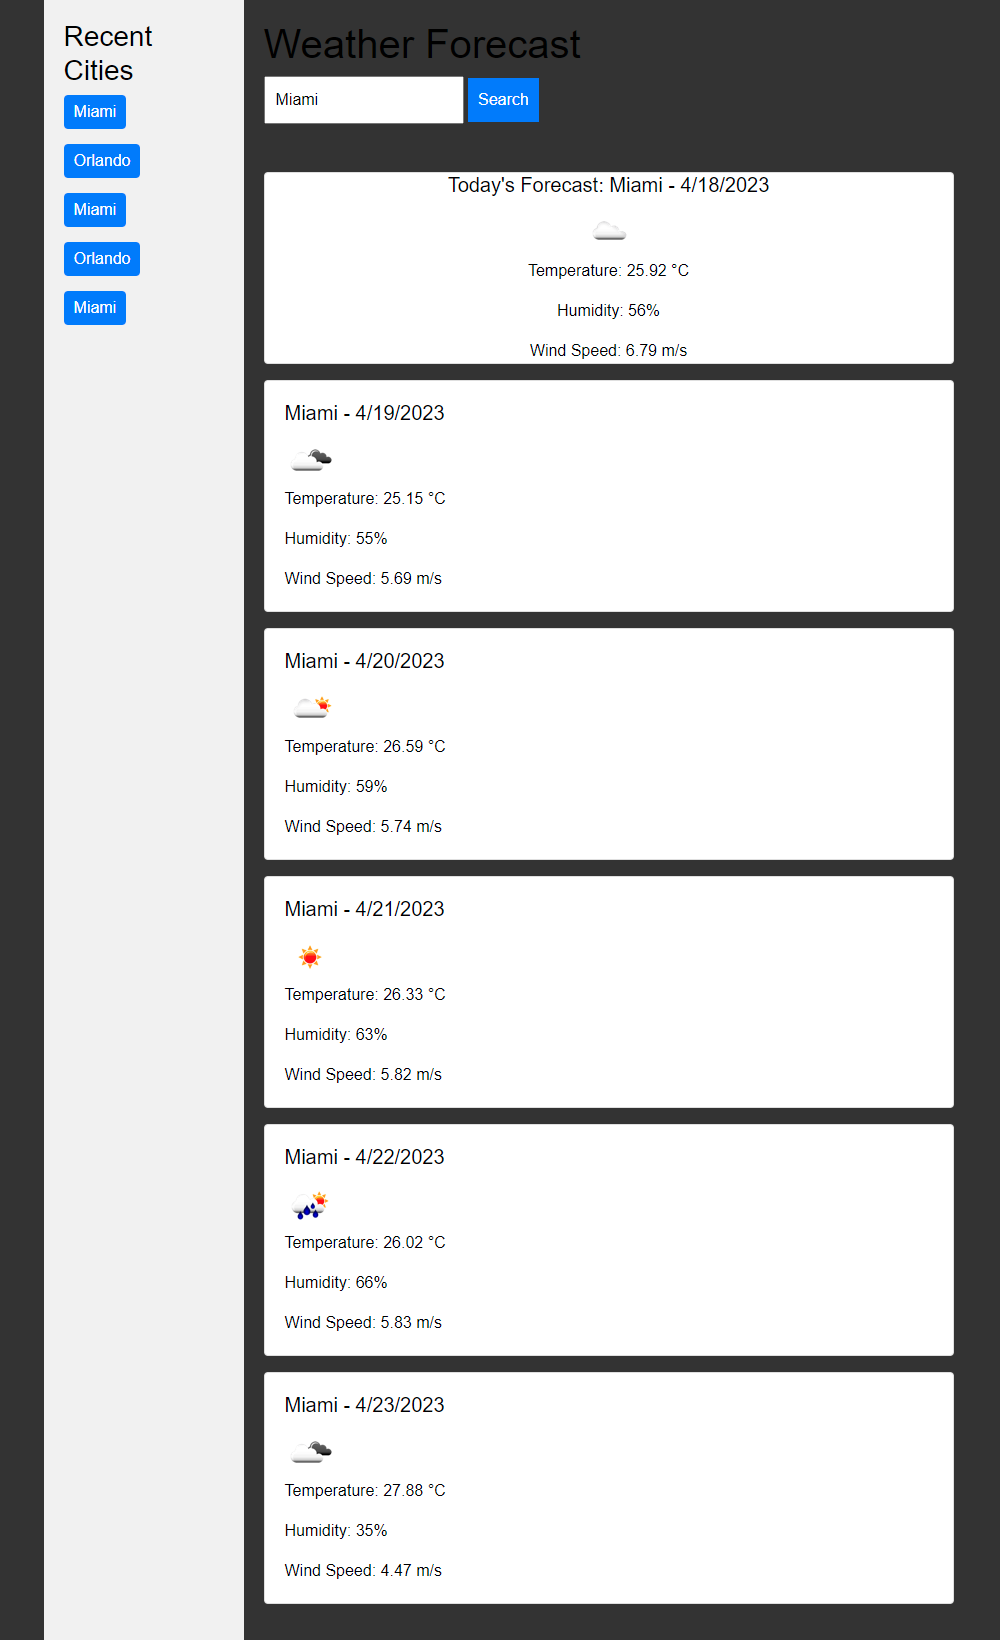 Recent
Cities
Miami
Orlando
Miami
Orlando
Miami
Weather Forecast
Miami
Search
Today's Forecast: Miami - 4/18/2023
Temperature: 25.92 °C
Humidity: 56%
Wind Speed: 6.79 m/s
Miami - 4/19/2023
Temperature: 25.15 °C
Humidity: 55%
Wind Speed: 5.69 m/s
Miami - 4/20/2023
Temperature: 26.59 °C
Humidity: 59%
Wind Speed: 5.74 m/s
Miami - 4/21/2023
Temperature: 26.33 °C
Humidity: 63%
Wind Speed: 5.82 m/s
Miami - 4/22/2023
Temperature: 26.02 °C
Humidity: 66%
Wind Speed: 5.83 m/s
Miami - 4/23/2023
Temperature: 27.88 °C
Humidity: 35%
Wind Speed: 4.47 m/s